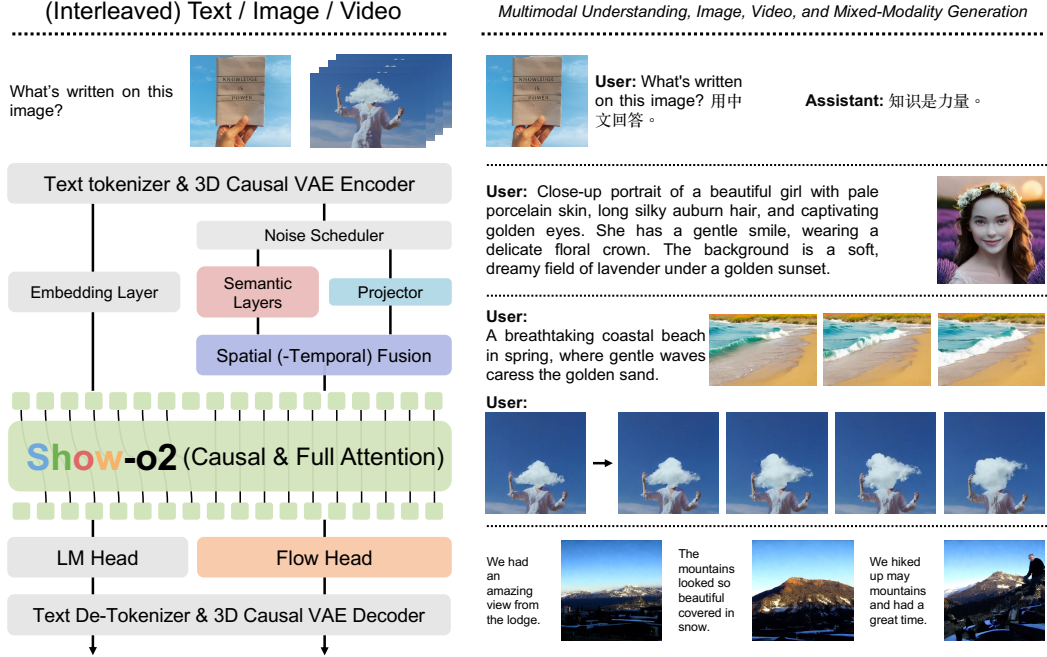 (Interleaved) Text / Image / Video
What's written on this
image?
KNOWLEDGE
IS
POWER
Text tokenizer & 3D Causal VAE Encoder
Noise Scheduler
Embedding Layer
Semantic
Layers
Projector
Spatial (-Temporal) Fusion
Show-o2 (Causal & Full Attention)
LM Head
Flow Head
Text De-Tokenizer & 3D Causal VAE Decoder
Multimodal Understanding, Image, Video, and Mixed-Modality Generation
KNOWLEDGE
IS
POWER
User: What's written
on this image? 用中
文回答。
Assistant: 知识是力量。
User: Close-up portrait of a beautiful girl with pale
porcelain skin, long silky auburn hair, and captivating
golden eyes. She has a gentle smile, wearing a
delicate floral crown. The background is a soft,
dreamy field of lavender under a golden sunset.
User:
A breathtaking coastal beach
in spring, where gentle waves
caress the golden sand.
User:
We had
an
amazing
view from
the lodge.
The
mountains
looked so
beautiful
covered in
snow.
We hiked
up may
mountains
and had a
great time.